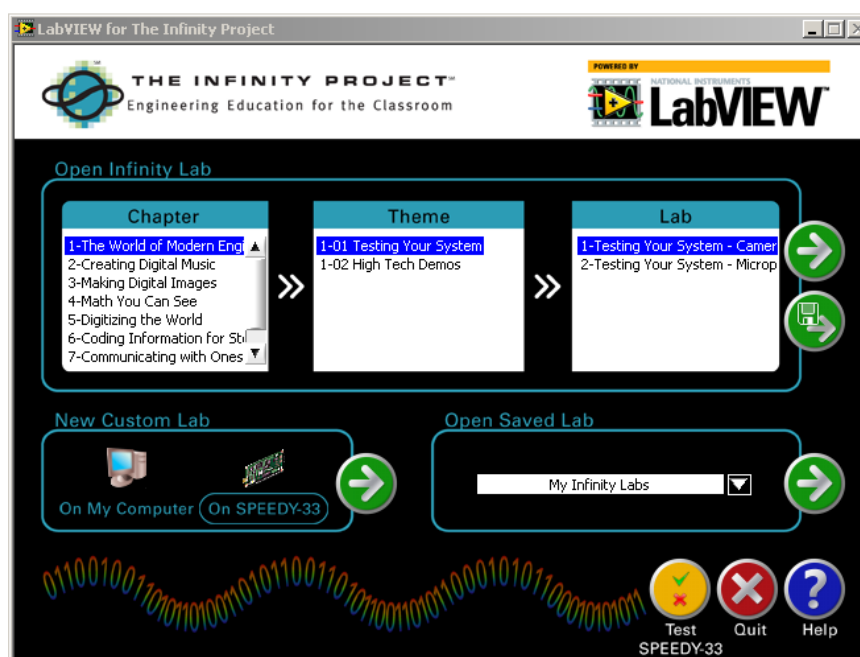 LabVIEW for The Infinity Project
THE INFINITY PROJECT℠
Engineering Education for the Classroom
POWERED BY
NATIONAL INSTRUMENTS
LabVIEW™
Open Infinity Lab
Chapter
Theme
Lab
1-The World of Modern Engi
2-Creating Digital Music
3-Making Digital Images
4-Math You Can See
5-Digitizing the World
6-Coding Information for Sto
7-Communicating with Ones
1-01 Testing Your System
1-02 High Tech Demos
1-Testing Your System - Camer
2-Testing Your System - Microp
New Custom Lab
On My Computer
On SPEEDY-33
Open Saved Lab
My Infinity Labs
Test
SPEEDY-33
Quit
Help